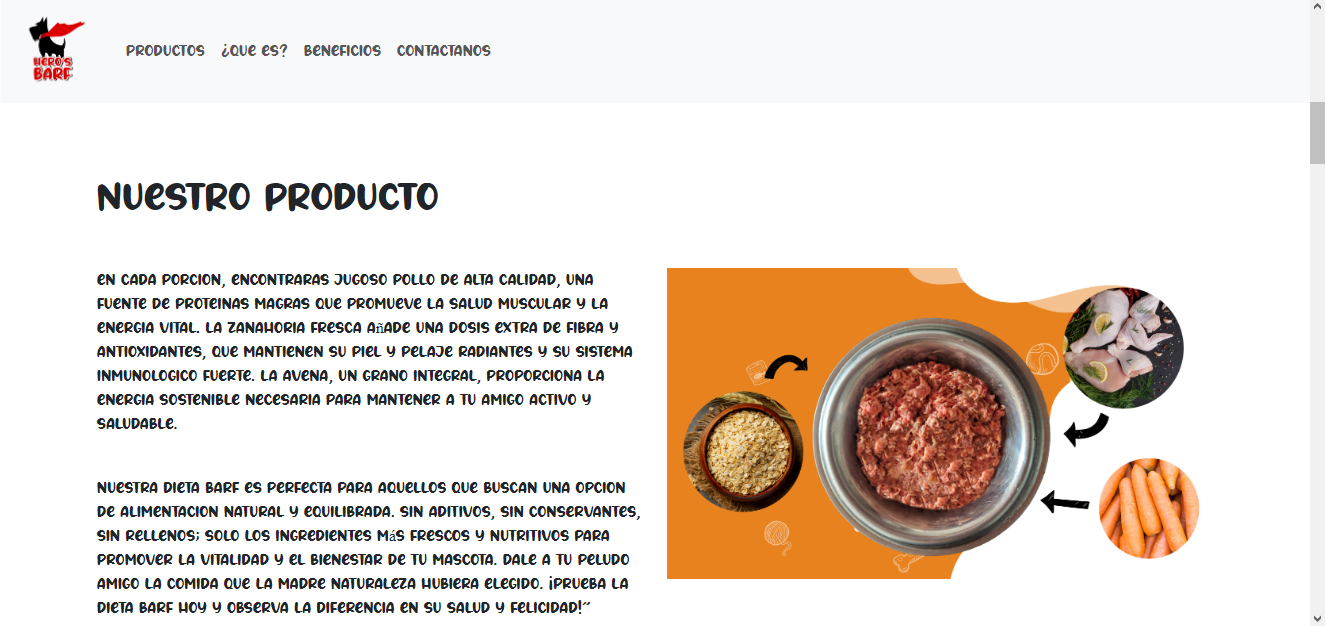 HERO'S
BARF
PRODUCTOS ¿QUE ES? BENEFICIOS CONTACTANOS
NUESTRO PRODUCTO
EN CADA PORCION, ENCONTRARAS JUGOSO POLLO DE ALTA CALIDAD, UNA
FUENTE DE PROTEINAS MAGRAS QUE PROMUEVE LA SALUD MUSCULAR Y LA
ENERGIA VITAL. LA ZANAHORIA FRESCA AñADE UNA DOSIS EXTRA DE FIBRA Y
ANTIOXIDANTES, QUE MANTIENEN SU PIEL Y PELAJE RADIANTES Y SU SISTEMA
INMUNOLOGICO FUERTE. LA AVENA, UN GRANO INTEGRAL, PROPORCIONA LA
ENERGIA SOSTENIBLE NECESARIA PARA MANTENER A TU AMIGO ACTIVO Y
SALUDABLE.
NUESTRA DIETA BARF ES PERFECTA PARA AQUELLOS QUE BUSCAN UNA OPCION
DE ALIMENTACION NATURAL Y EQUILIBRADA. SIN ADITIVOS, SIN CONSERVANTES,
SIN RELLENOS; SOLO LOS INGREDIENTES MáS FRESCOS Y NUTRITIVOS PARA
PROMOVER LA VITALIDAD Y EL BIENESTAR DE TU MASCOTA. DALE A TU PELUDO
AMIGO LA COMIDA QUE LA MADRE NATURALEZA HUBIERA ELEGIDO. ¡PRUEBA LA
DIETA BARF HOY Y OBSERVA LA DIFERENCIA EN SU SALUD Y FELICIDAD!"